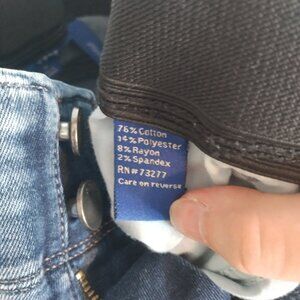 76% Cotton
14% Polyester
8% Rayon
2% Spandex
RN# 73277
Care on reverse